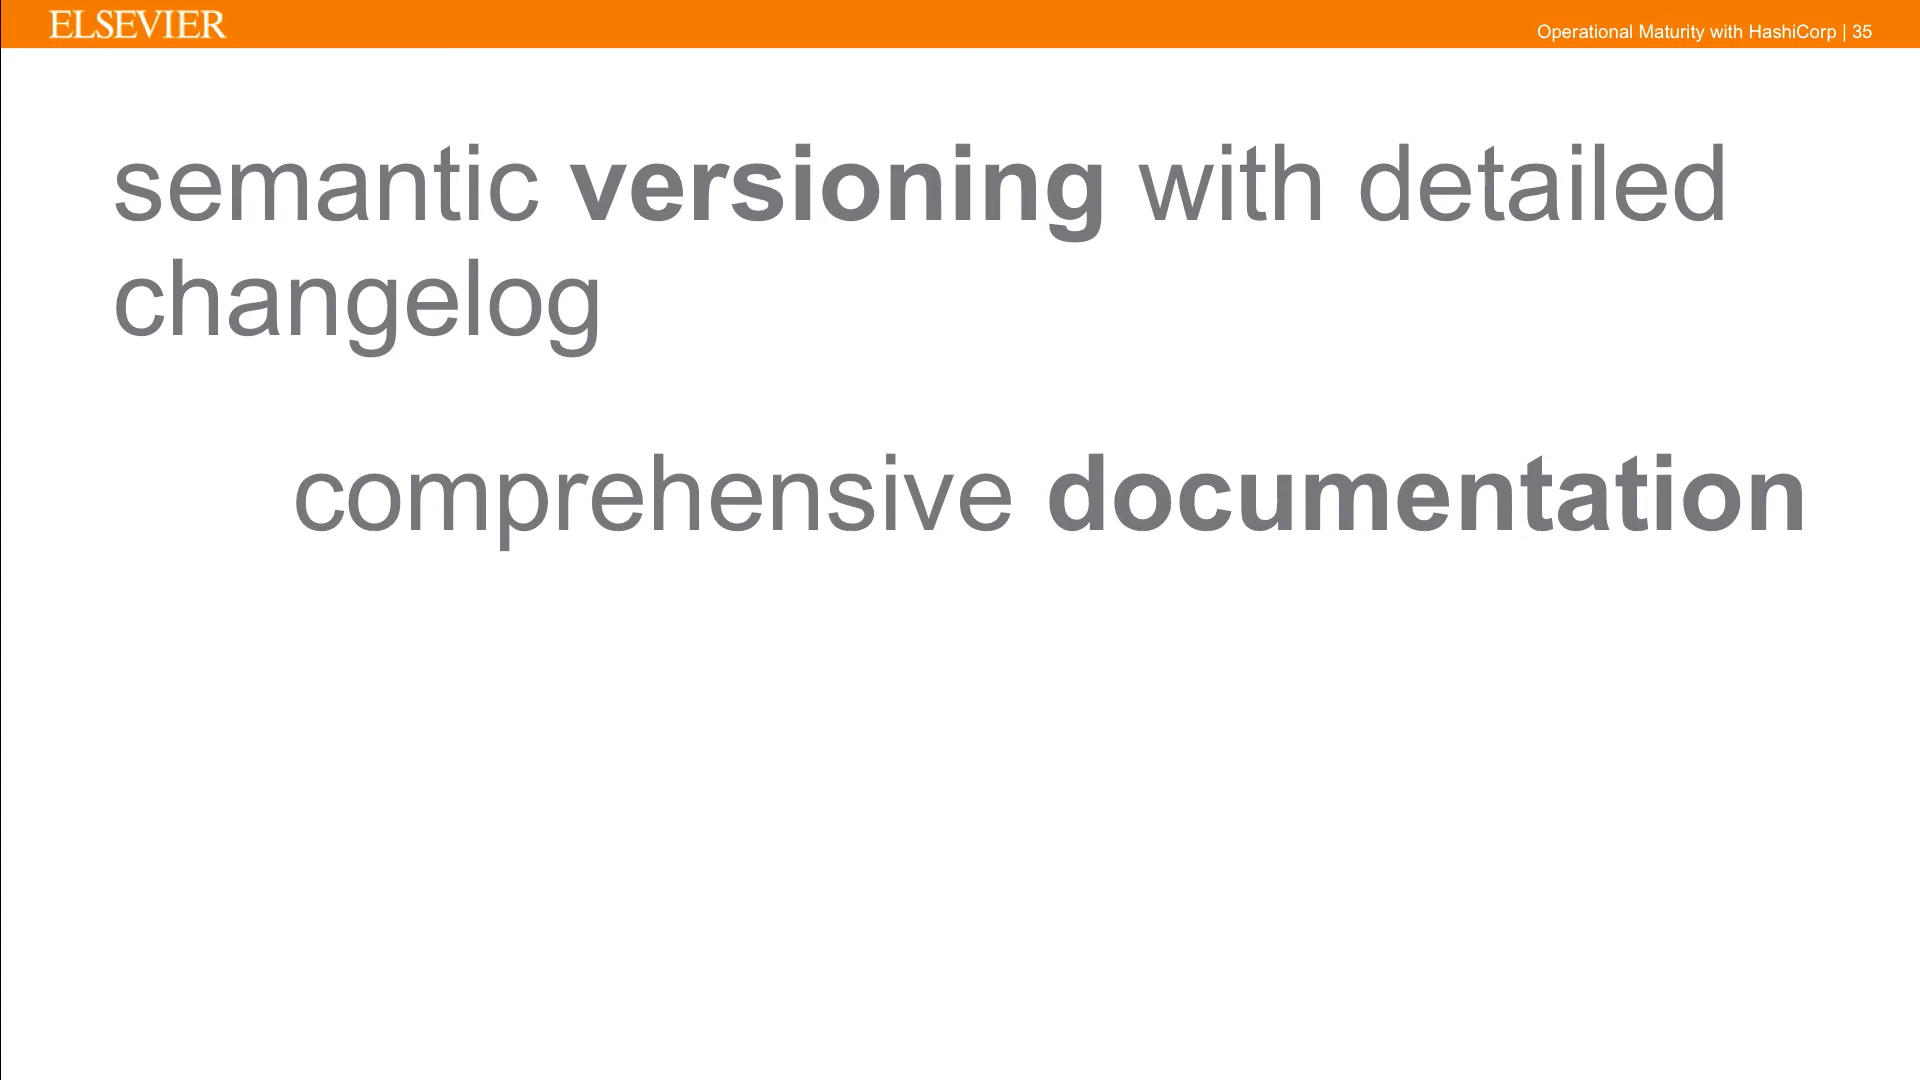 ELSEVIER
Operational Maturity with HashiCorp | 35
semantic versioning with detailed
changelog
comprehensive documentation